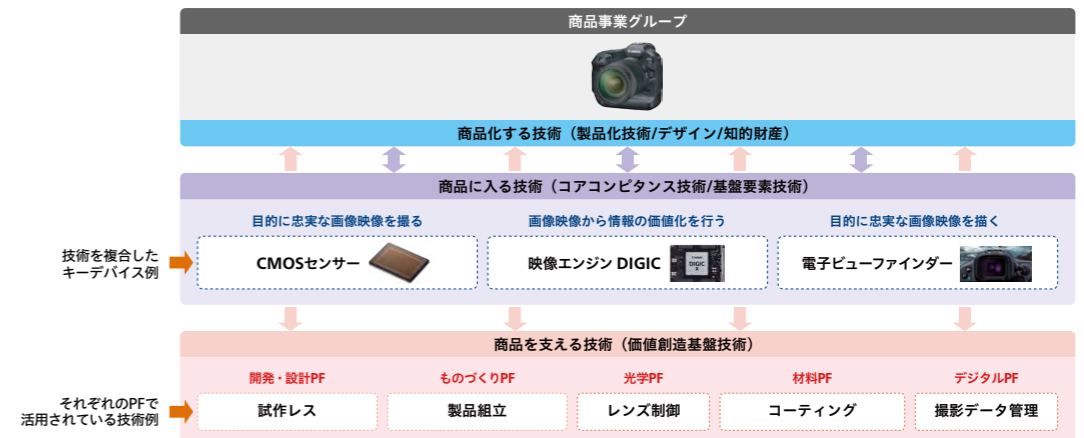 商品事業グループ
商品化する技術（製品化技術/デザイン/知的財産）
商品に入る技術（コアコンピタンス技術/基盤要素技術）
目的に忠実な画像映像を撮る
画像映像から情報の価値化を行う
目的に忠実な画像映像を描く
技術を複合した
キーデバイス例
CMOSセンサー
映像エンジン DIGIC
DIGIC
X
電子ビューファインダー
商品を支える技術（価値創造基盤技術）
開発・設計PF
ものづくりPF
光学PF
材料PF
デジタルPF
それぞれのPFで
活用されている技術例
試作レス
製品組立
レンズ制御
コーティング
撮影データ管理